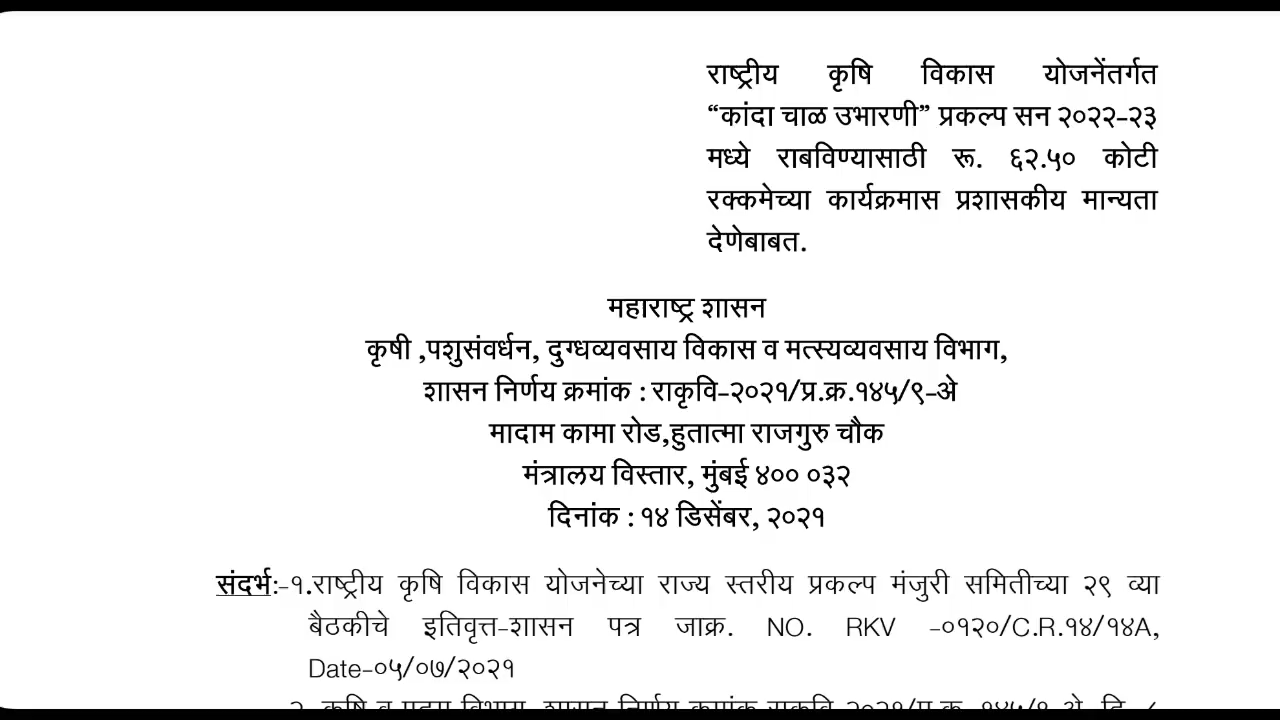 राष्ट्रीय कृषि विकास योजनेंतर्गत
“कांदा चाळ उभारणी” प्रकल्प सन २०२२-२३
मध्ये राबविण्यासाठी रू. ६२.५० कोटी
रक्कमेच्या कार्यक्रमास प्रशासकीय मान्यता
देणेबाबत.
महाराष्ट्र शासन
कृषी ,पशुसंवर्धन, दुग्धव्यवसाय विकास व मत्स्यव्यवसाय विभाग,
शासन निर्णय क्रमांक : राकृवि-२०२१/प्र.क्र.१४५/९-अे
मादाम कामा रोड,हुतात्मा राजगुरु चौक
मंत्रालय विस्तार, मुंबई ४०० ०३२
दिनांक : १४ डिसेंबर, २०२१
संदर्भ:-१.राष्ट्रीय कृषि विकास योजनेच्या राज्य स्तरीय प्रकल्प मंजुरी समितीच्या २९ व्या
बैठकीचे इतिवृत्त-शासन पत्र जाक्र. NO. RKV -०१२०/C.R.१४/१४A,
Date-०५/०७/२०२१